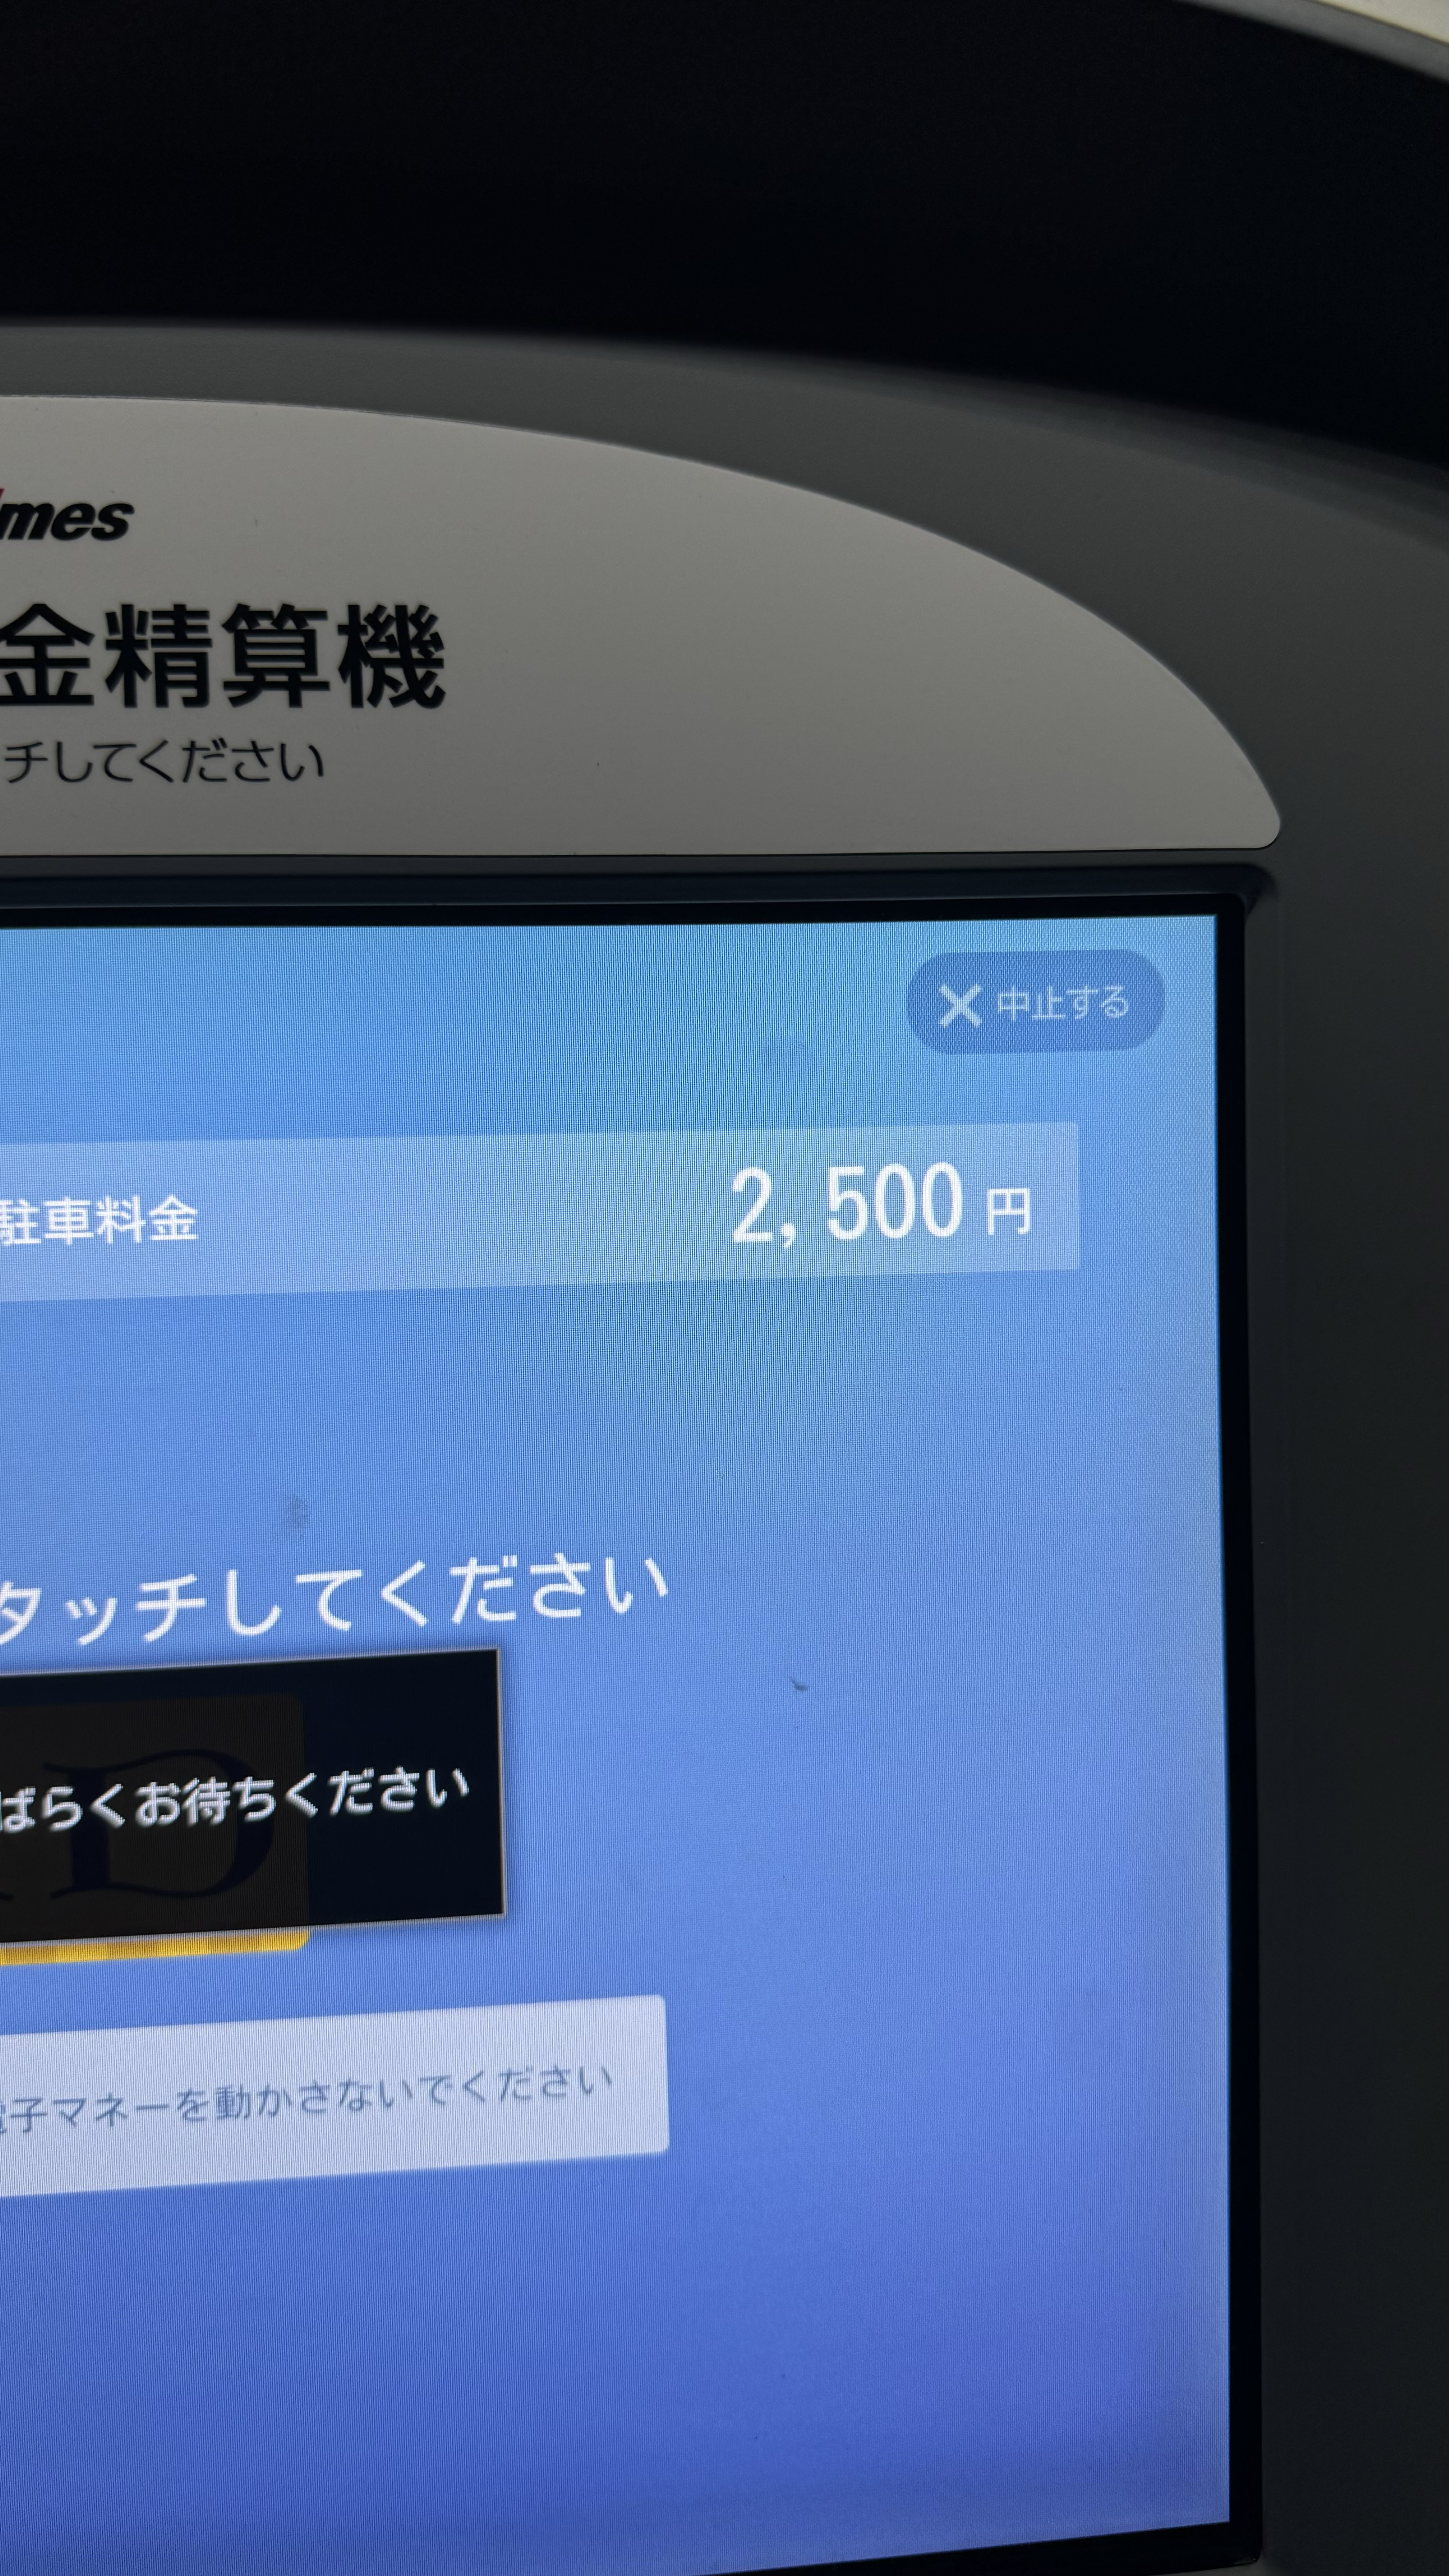 mes
金精算機
チしてください
× 中止する
駐車料金 2,500 円
タッチしてください
ばらくお待ちください
D
子マネーを動かさないでください